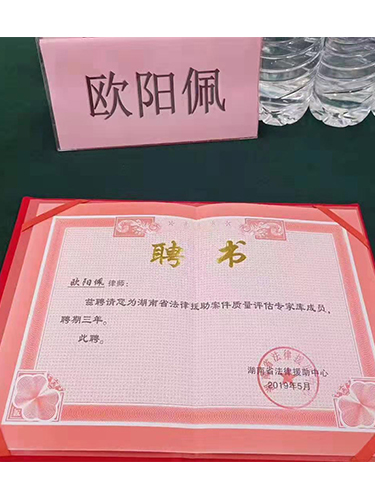 欧阳佩
聘书
欧阳佩 律师：
兹聘请您为湖南省法律援助案件质量评估专家库成员，
聘期三年。
此聘。
湖南省法律援助中心
2019年5月